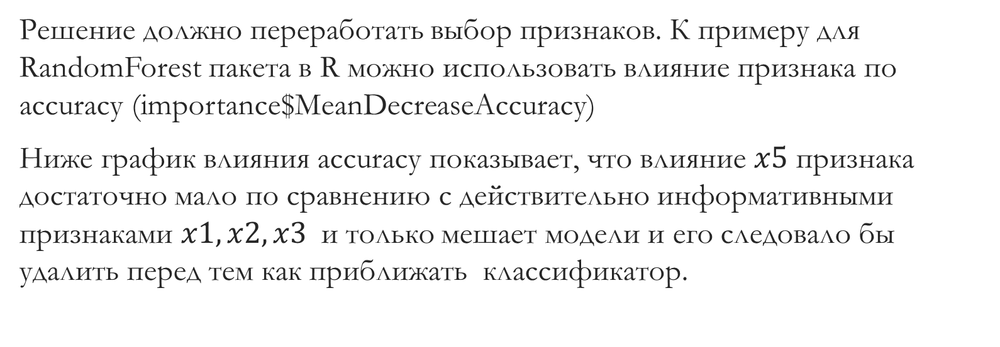 Решение должно переработать выбор признаков. К примеру для
RandomForest пакета в R можно использовать влияние признака по
accuracy (importance$MeanDecreaseAccuracy)
Ниже график влияния accuracy показывает, что влияние x5 признака
достаточно мало по сравнению с действительно информативными
признаками x1, x2, x3 и только мешает модели и его следовало бы
удалить перед тем как приближать классификатор.